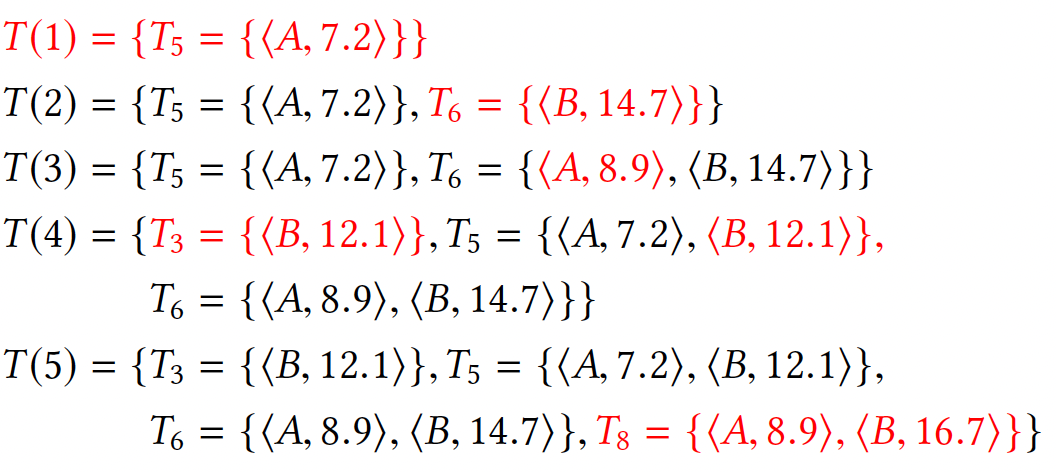 T(1) = {T₅ = {⟨A, 7.2⟩}}
T(2) = {T₅ = {⟨A, 7.2⟩}, T₆ = {⟨B, 14.7⟩}}
T(3) = {T₅ = {⟨A, 7.2⟩}, T₆ = {⟨A, 8.9⟩, ⟨B, 14.7⟩}}
T(4) = {T₃ = {⟨B, 12.1⟩}, T₅ = {⟨A, 7.2⟩, ⟨B, 12.1⟩},
T₆ = {⟨A, 8.9⟩, ⟨B, 14.7⟩}}
T(5) = {T₃ = {⟨B, 12.1⟩}, T₅ = {⟨A, 7.2⟩, ⟨B, 12.1⟩},
T₆ = {⟨A, 8.9⟩, ⟨B, 14.7⟩}, T₈ = {⟨A, 8.9⟩, ⟨B, 16.7⟩}}